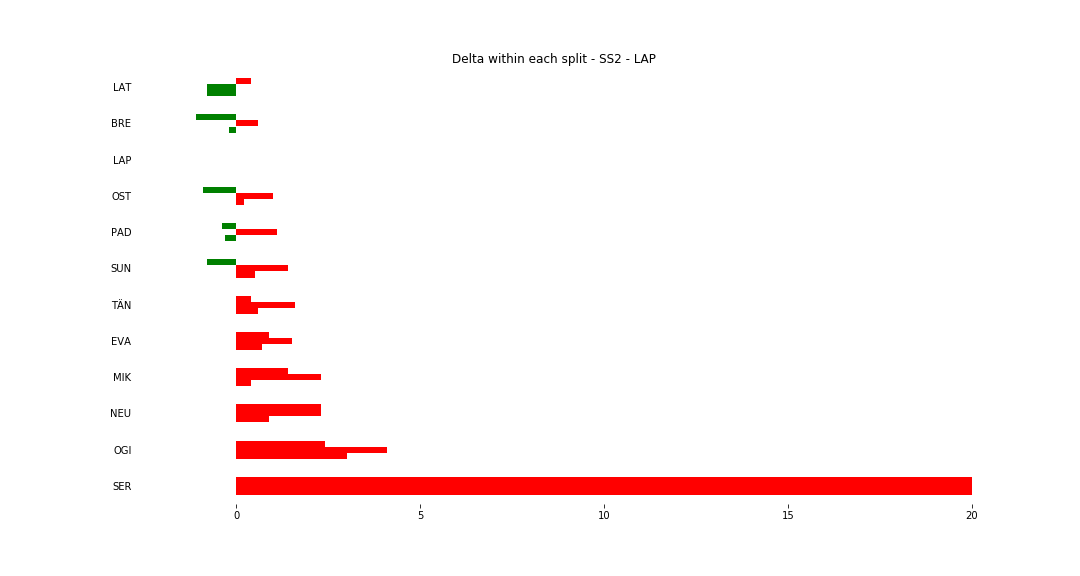 Delta within each split - SS2 - LAP
LAT
BRE
LAP
OST
PAD
SUN
TÄN
EVA
MIK
NEU
OGI
SER
0 5 10 15 20